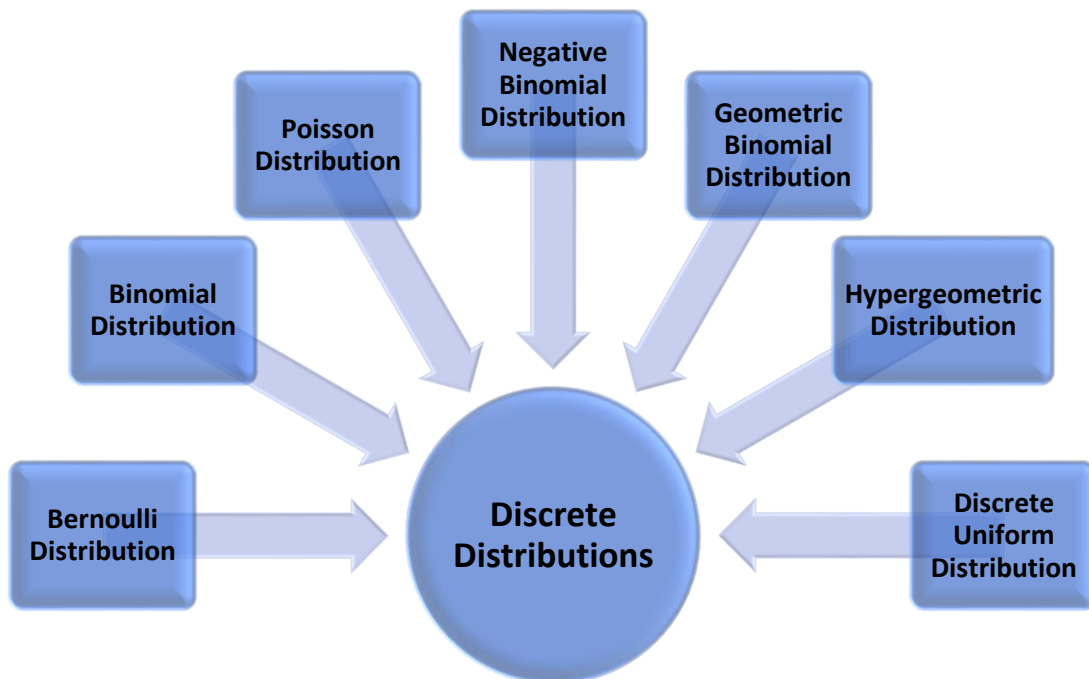 Negative
Binomial
Distribution
Poisson
Distribution
Geometric
Binomial
Distribution
Binomial
Distribution
Hypergeometric
Distribution
Bernoulli
Distribution
Discrete
Distributions
Discrete
Uniform
Distribution